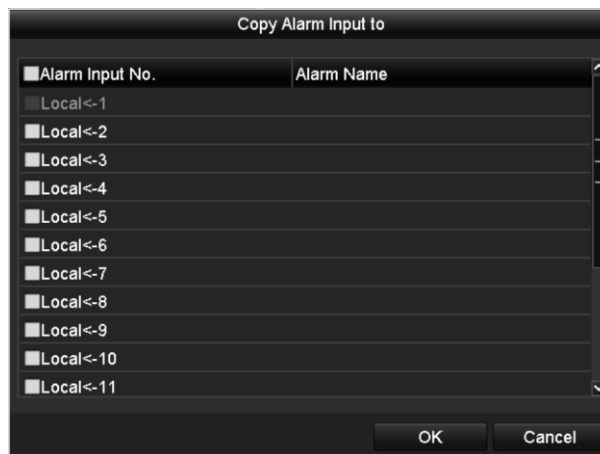 Copy Alarm Input to
Alarm Input No. Alarm Name
Local<-1
Local<-2
Local<-3
Local<-4
Local<-5
Local<-6
Local<-7
Local<-8
Local<-9
Local<-10
Local<-11
OK Cancel